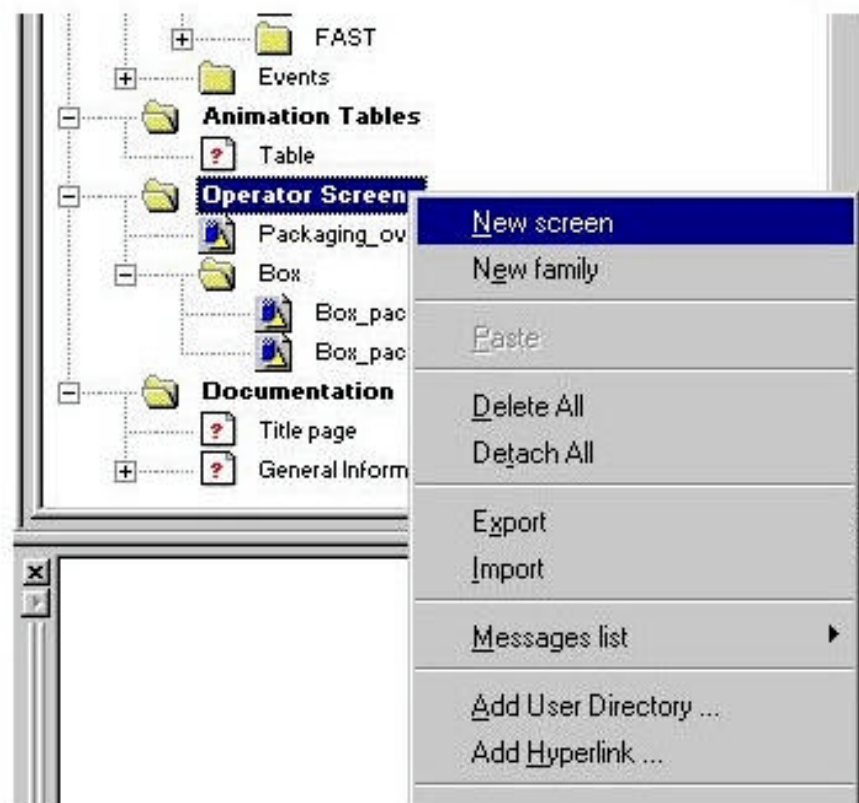 FAST
Events
Animation Tables
Table
Operator Screen
Packaging_ov
Box
Box_pac
Box_pac
Documentation
Title page
General Inform
New screen
New family
Paste
Delete All
Detach All
Export
Import
Messages list
Add User Directory ...
Add Hyperlink ...